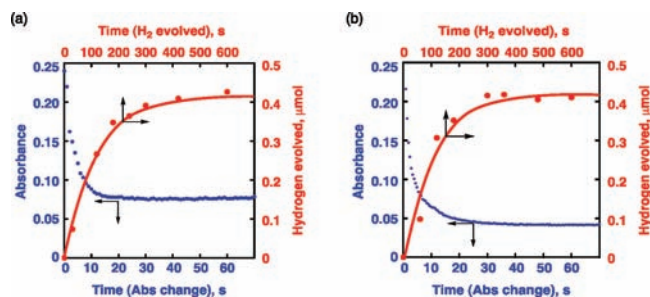 (a)
Time (H2 evolved), s
0 100 200 300 400 500 600
0.25
0.20
0.15
0.10
0.05
0
Absorbance
0.5
0.4
0.3
0.2
0.1
0
Hydrogen evolved, μmol
0 10 20 30 40 50 60
Time (Abs change), s
(b)
Time (H2 evolved), s
0 100 200 300 400 500 600
0.25
0.20
0.15
0.10
0.05
0
Absorbance
0.5
0.4
0.3
0.2
0.1
0
Hydrogen evolved, μmol
0 10 20 30 40 50 60
Time (Abs change), s